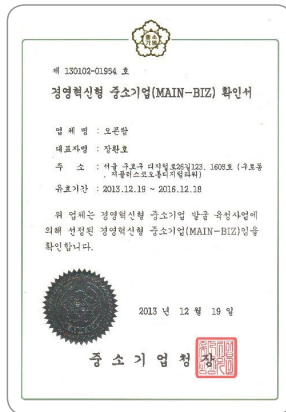 중소
기업
제 130102-01954 호
경영혁신형 중소기업(MAIN-BIZ) 확인서
업 체 명 : 오픈랩
대표자명 : 장환호
주 소 : 서울 구로구 디지털로26길123, 1608호 (구로동
, 지플러스코오롱디지털타워)
유효기간 : 2013.12.19 ~ 2016.12.18
위 업체는 경영혁신형 중소기업 발굴 육성사업에
의해 선정된 경영혁신형 중소기업(MAIN-BIZ)임을
확인합니다.
2013 년 12 월 19 일
중 소 기 업 청 장